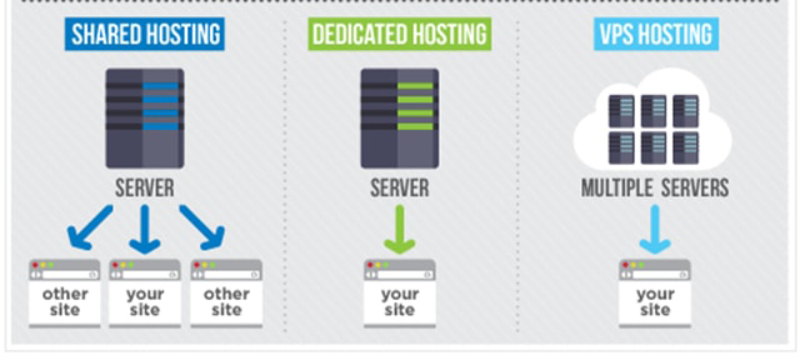 SHARED HOSTING
DEDICATED HOSTING
VPS HOSTING
SERVER
SERVER
MULTIPLE SERVERS
other
site
your
site
other
site
your
site
your
site